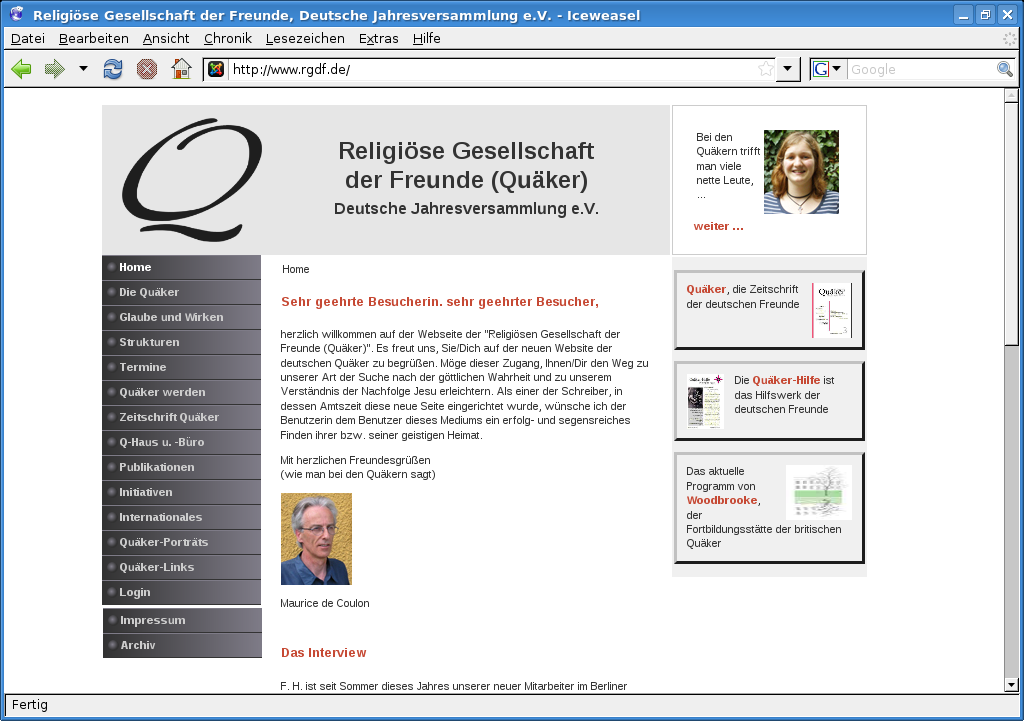 Religiöse Gesellschaft der Freunde, Deutsche Jahresversammlung e.V. - Iceweasel
Datei Bearbeiten Ansicht Chronik Lesezeichen Extras Hilfe
http://www.rgdf.de/
G Google
Q
Religiöse Gesellschaft
der Freunde (Quäker)
Deutsche Jahresversammlung e.V.
Bei den
Quäkern trifft
man viele
nette Leute,
...
weiter ...
Home
Die Quäker
Glaube und Wirken
Strukturen
Termine
Quäker werden
Zeitschrift Quäker
Q-Haus u. -Büro
Publikationen
Initiativen
Internationales
Quäker-Porträts
Quäker-Links
Login
Impressum
Archiv
Home
Sehr geehrte Besucherin. sehr geehrter Besucher,
herzlich willkommen auf der Webseite der "Religiösen Gesellschaft der
Freunde (Quäker)". Es freut uns, Sie/Dich auf der neuen Website der
deutschen Quäker zu begrüßen. Möge dieser Zugang, Ihnen/Dir den Weg zu
unserer Art der Suche nach der göttlichen Wahrheit und zu unserem
Verständnis der Nachfolge Jesu erleichtern. Als einer der Schreiber, in
dessen Amtszeit diese neue Seite eingerichtet wurde, wünsche ich der
Benutzerin dem Benutzer dieses Mediums ein erfolg- und segensreiches
Finden ihrer bzw. seiner geistigen Heimat.
Mit herzlichen Freundesgrüßen
(wie man bei den Quäkern sagt)
Maurice de Coulon
Das Interview
F. H. ist seit Sommer dieses Jahres unserer neuer Mitarbeiter im Berliner
Quäker, die Zeitschrift
der deutschen Freunde
Quäker
3
Die Quäker-Hilfe ist
das Hilfswerk der
deutschen Freunde
Das aktuelle
Programm von
Woodbrooke,
der
Fortbildungsstätte der britischen
Quäker
Fertig